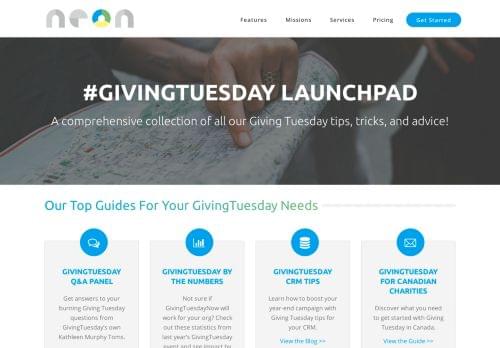 neon
Features Missions Services Pricing Get Started
#GIVINGTUESDAY LAUNCHPAD
A comprehensive collection of all our Giving Tuesday tips, tricks, and advice!
Our Top Guides For Your GivingTuesday Needs
GIVINGTUESDAY
Q&A PANEL
Get answers to your
burning Giving Tuesday
questions from
GivingTuesday's own
Kathleen Murphy Toms.
GIVINGTUESDAY BY
THE NUMBERS
Not sure if
GivingTuesdayNow will
work for your org? Check
out these statistics from
last year's GivingTuesday
event and see impact by
GIVINGTUESDAY
CRM TIPS
Learn how to boost your
year-end campaign with
Giving Tuesday tips for
your CRM.
View the Blog >>
GIVINGTUESDAY
FOR CANADIAN
CHARITIES
Discover what you
need to get started with
Giving Tuesday in Canada.
View the Guide >>